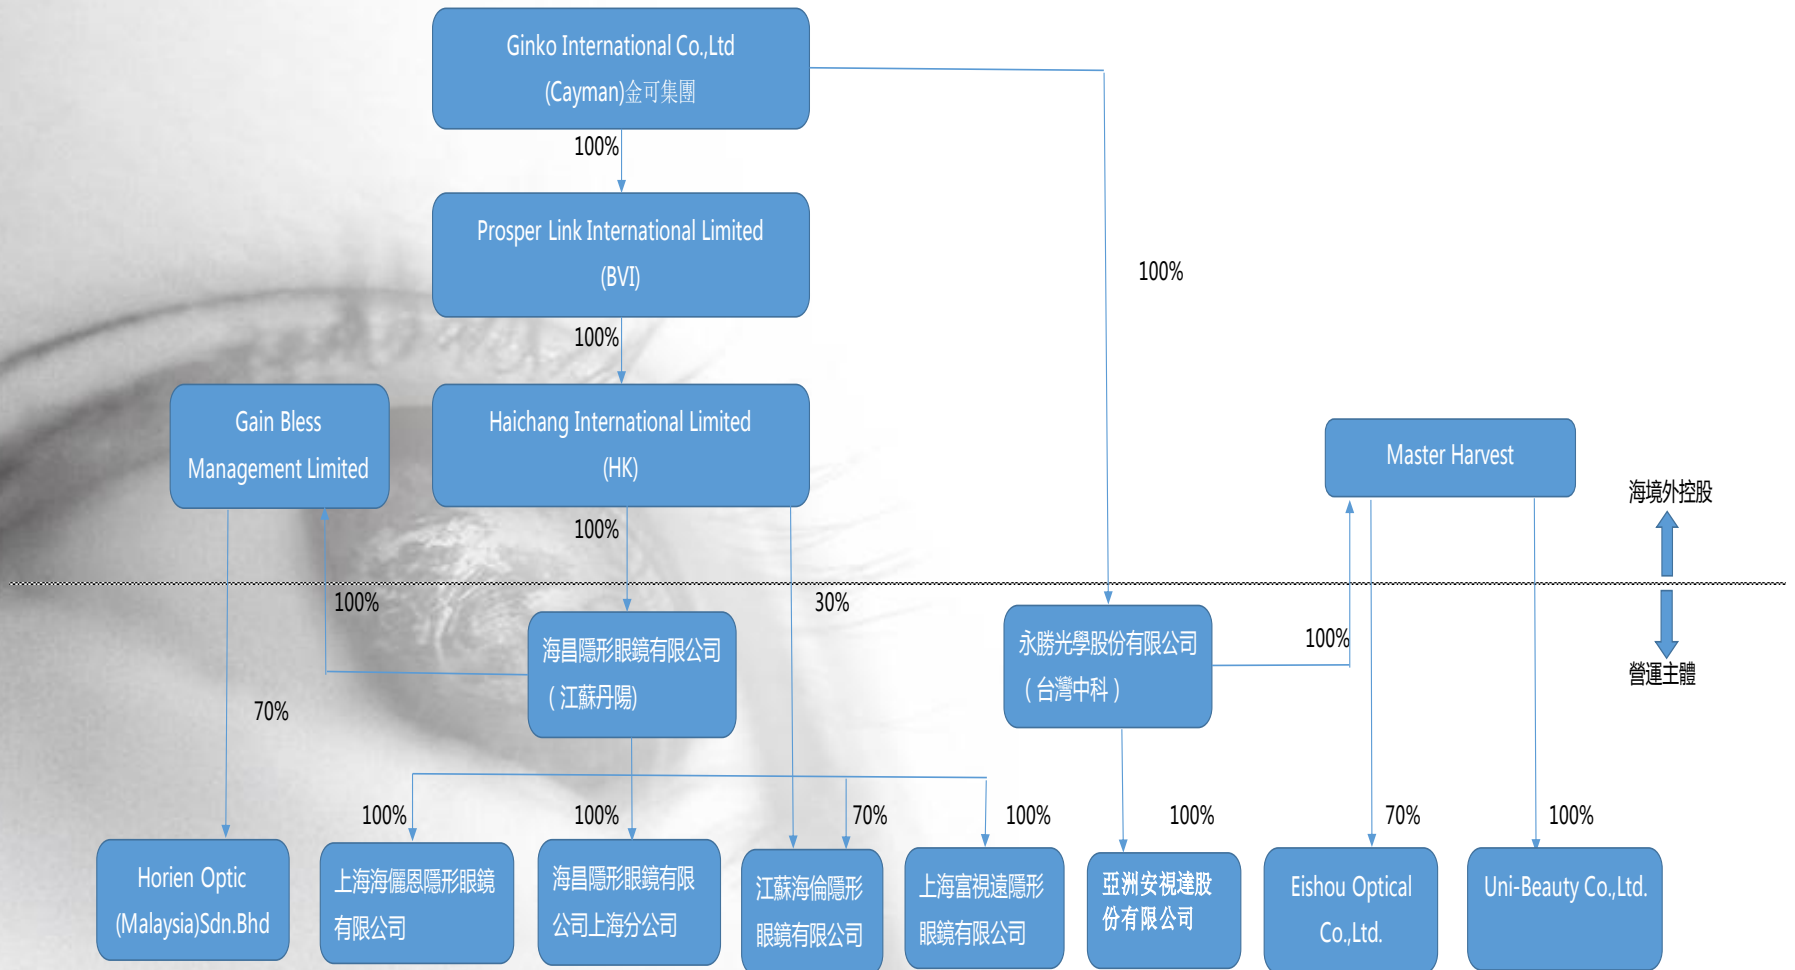 Ginko International Co.,Ltd
(Cayman)金可集團
100%
Prosper Link International Limited
(BVI)
100%
100%
Gain Bless
Management Limited
Haichang International Limited
(HK)
Master Harvest
海境外控股
100%
100%
30%
海昌隱形眼鏡有限公司
(江蘇丹陽)
永勝光學股份有限公司
(台灣中科)
100%
營運主體
70%
100%
100%
70%
100%
100%
70%
100%
Horien Optic
(Malaysia)Sdn.Bhd
上海海儷恩隱形眼鏡
有限公司
海昌隱形眼鏡有限
公司上海分公司
江蘇海倫隱形
眼鏡有限公司
上海富視遠隱形
眼鏡有限公司
亞洲安視達股
份有限公司
Eishou Optical
Co.,Ltd.
Uni-Beauty Co.,Ltd.